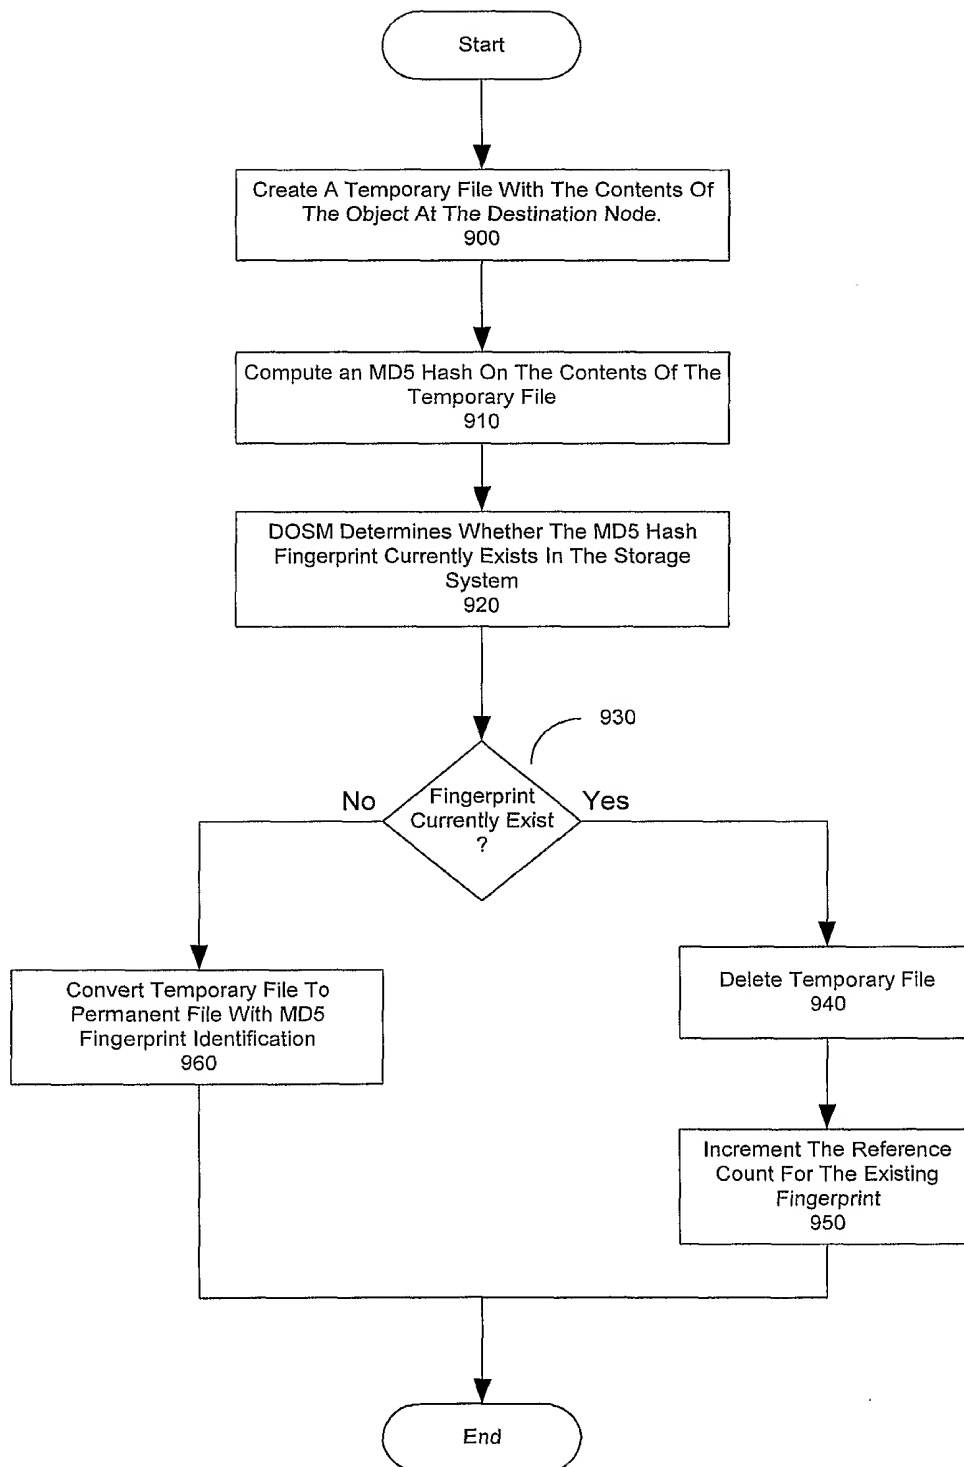 Start
Create A Temporary File With The Contents Of
The Object At The Destination Node.
900
Compute an MD5 Hash On The Contents Of The
Temporary File
910
DOSM Determines Whether The MD5 Hash
Fingerprint Currently Exists In The Storage
System
920
930
No
Fingerprint
Currently Exist
?
Yes
Delete Temporary File
940
Convert Temporary File To
Permanent File With MD5
Fingerprint Identification
960
Increment The Reference
Count For The Existing
Fingerprint
950
End